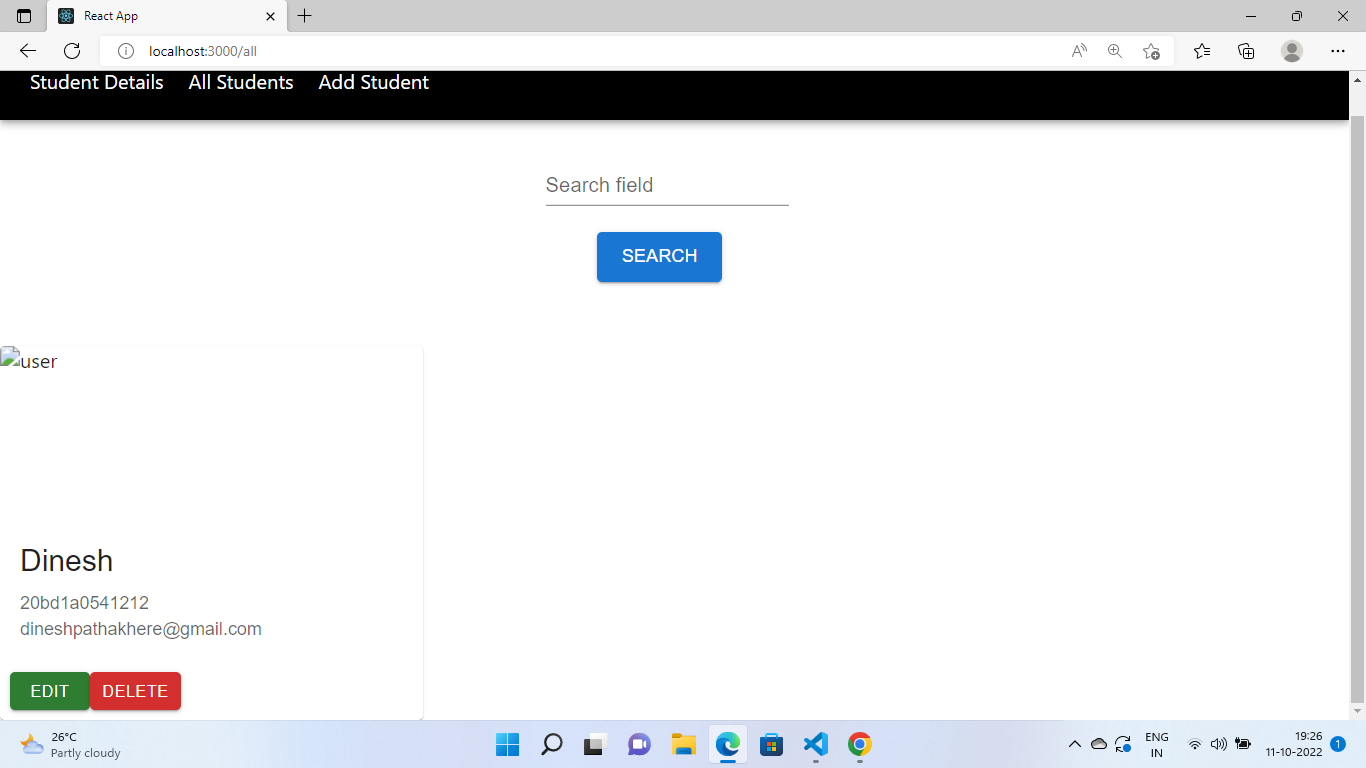 React App
localhost:3000/all
Student Details All Students Add Student
Search field
SEARCH
user
Dinesh
20bd1a0541212
dineshpathakhere@gmail.com
EDIT DELETE
26°C
Partly cloudy
ENG
IN
19:26
11-10-2022
1